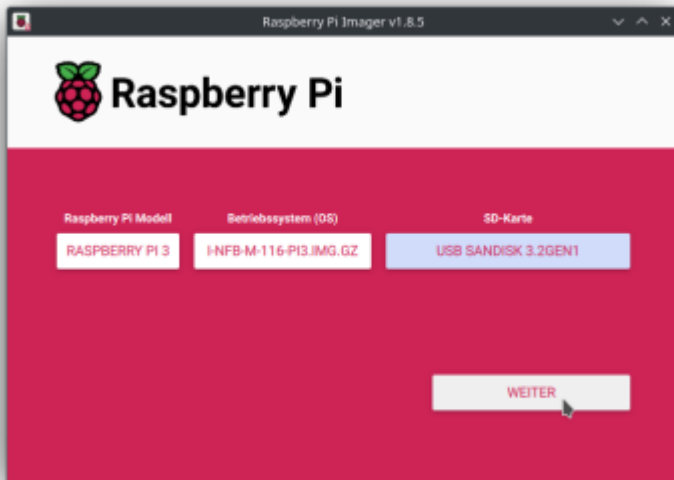 Raspberry Pi Imager v1.8.5
Raspberry Pi
Raspberry Pi Modell Betriebssystem (OS) SD-Karte
RASPBERRY PI 3 I-NFB-M-116-PI3.IMG.GZ USB SANDISK 3.2GEN1
WEITER